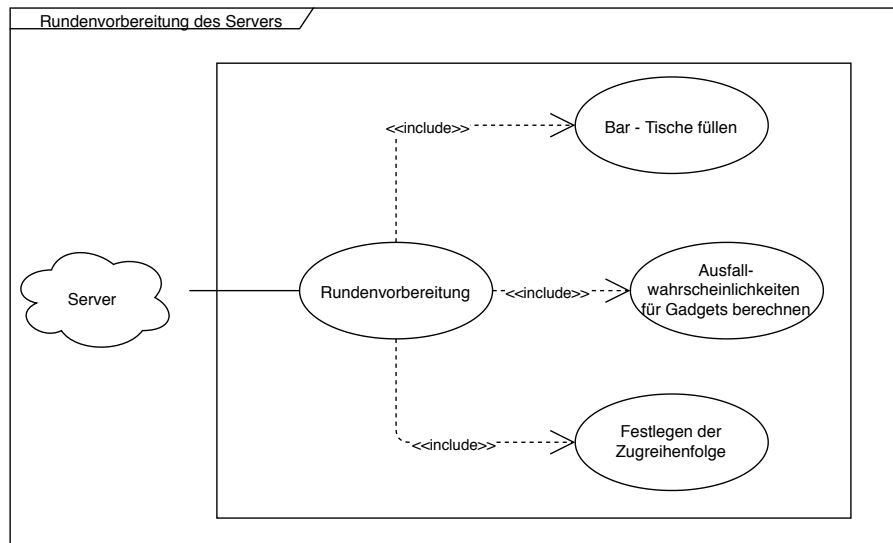 Rundenvorbereitung des Servers
<<include>>
Bar - Tische füllen
Server
Rundenvorbereitung
<<include>>
Ausfall-
wahrscheinlichkeiten
für Gadgets berechnen
<<include>>
Festlegen der
Zugreihenfolge